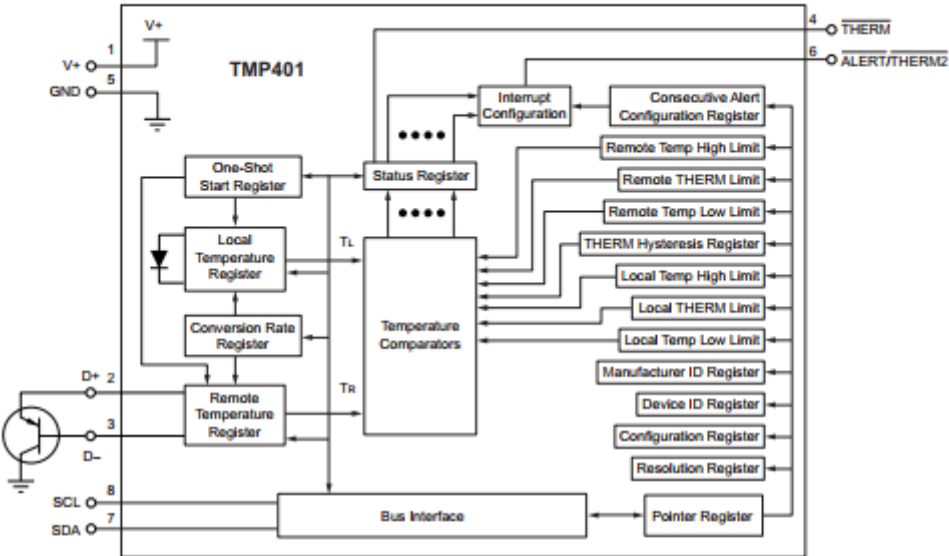 V+
1
V+
5
GND
TMP401
4
THERM
6
ALERT/THERM2
Interrupt
Configuration
Consecutive Alert
Configuration Register
Remote Temp High Limit
One-Shot
Start Register
Status Register
Remote THERM Limit
Remote Temp Low Limit
Local
Temperature
Register
TL
THERM Hysteresis Register
Local Temp High Limit
Local THERM Limit
Conversion Rate
Register
Temperature
Comparators
Local Temp Low Limit
Manufacturer ID Register
D+
2
TR
Remote
Temperature
Register
Device ID Register
3
D−
Configuration Register
Resolution Register
8
SCL
7
SDA
Bus Interface
Pointer Register